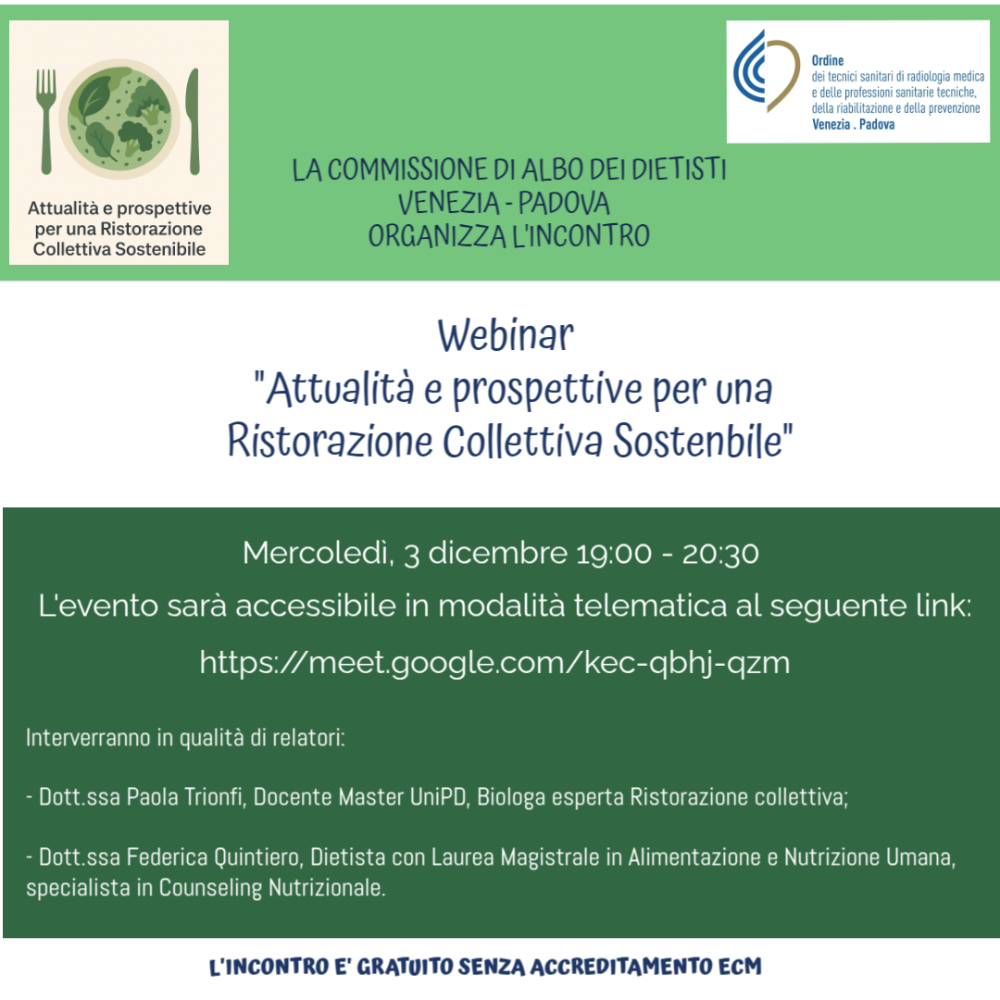 Attualità e prospettive
per una Ristorazione
Collettiva Sostenibile
Ordine
dei tecnici sanitari di radiologia medica
e delle professioni sanitarie tecniche,
della riabilitazione e della prevenzione
Venezia . Padova
LA COMMISSIONE DI ALBO DEI DIETISTI
VENEZIA - PADOVA
ORGANIZZA L'INCONTRO
Webinar
"Attualità e prospettive per una
Ristorazione Collettiva Sostenbile"
Mercoledì, 3 dicembre 19:00 - 20:30
L'evento sarà accessibile in modalità telematica al seguente link:
https://meet.google.com/kec-qbhj-qzm
Interverranno in qualità di relatori:
- Dott.ssa Paola Trionfi, Docente Master UniPD, Biologa esperta Ristorazione collettiva;
- Dott.ssa Federica Quintiero, Dietista con Laurea Magistrale in Alimentazione e Nutrizione Umana,
specialista in Counseling Nutrizionale.
L'INCONTRO E' GRATUITO SENZA ACCREDITAMENTO ECM